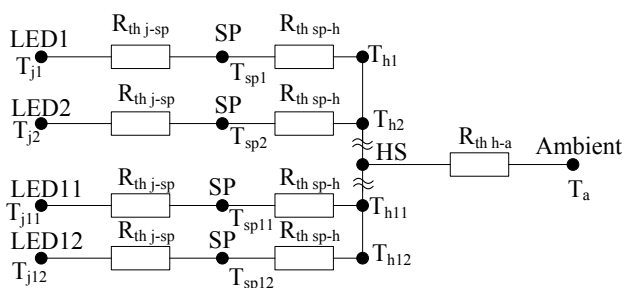 R_th j-sp SP R_th sp-h
LED1
T_j1 T_sp1 T_h1
R_th j-sp SP R_th sp-h
LED2
T_j2 T_sp2 T_h2
R_th h-a Ambient
HS
T_a
R_th j-sp SP R_th sp-h
LED11
T_j11 T_sp11 T_h11
R_th j-sp SP R_th sp-h
LED12
T_j12 T_sp12 T_h12